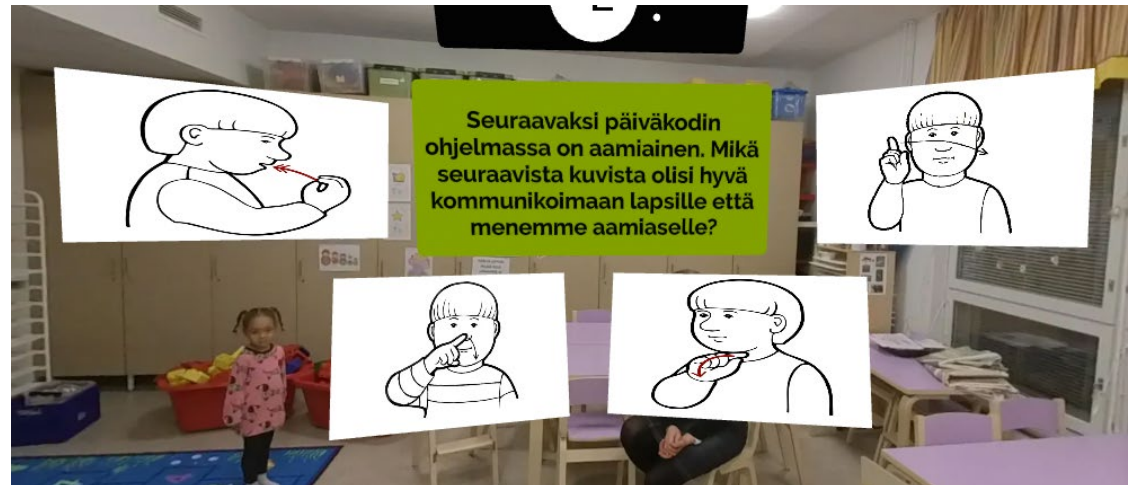 Seuraavaksi päiväkodin
ohjelmassa on aamiainen. Mikä
seuraavista kuvista olisi hyvä
kommunikoimaan lapsille että
menemme aamiaselle?